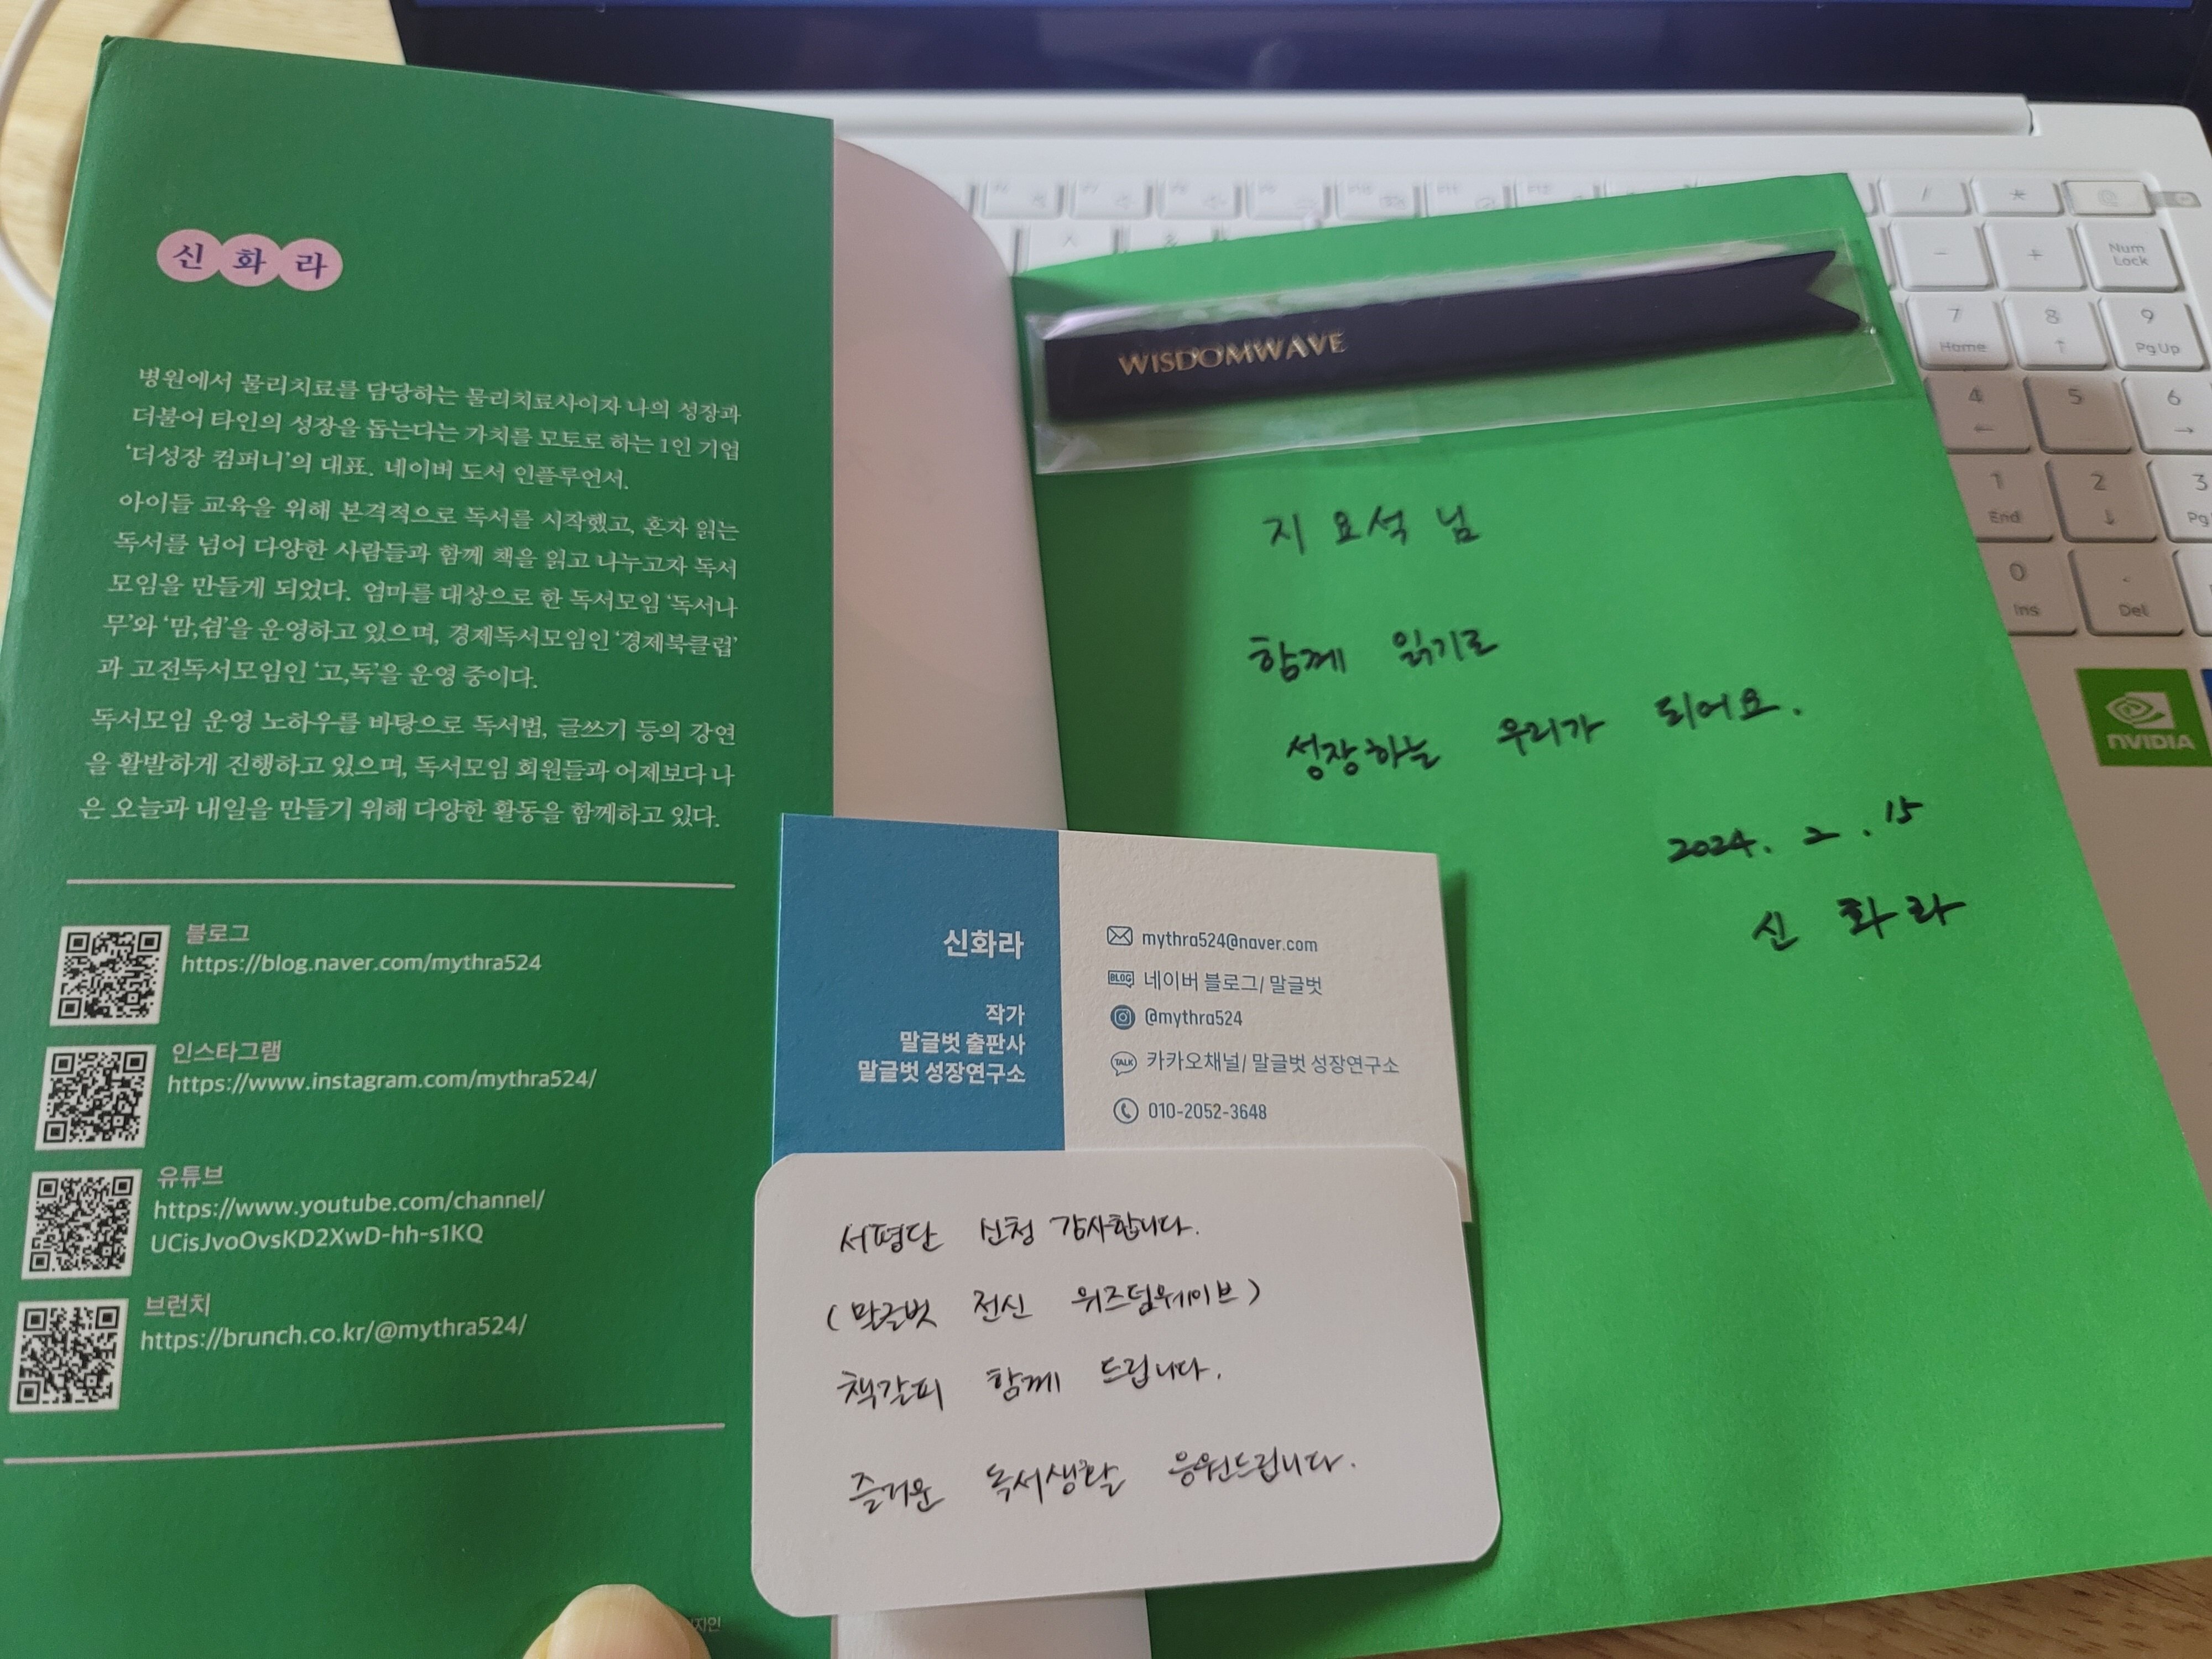 신화라
병원에서 물리치료를 담당하는 물리치료사이자 나의 성장과
더불어 타인의 성장을 돕는다는 가치를 모토로 하는 1인 기업
‘더성장 컴퍼니’의 대표. 네이버 도서 인플루언서.
아이들 교육을 위해 본격적으로 독서를 시작했고, 혼자 읽는
독서를 넘어 다양한 사람들과 함께 책을 읽고 나누고자 독서
모임을 만들게 되었다. 엄마를 대상으로 한 독서모임 ‘독서나
무’와 ‘맘,쉼’을 운영하고 있으며, 경제독서모임인 ‘경제북클럽’
과 고전독서모임인 ‘고,독’을 운영 중이다.
독서모임 운영 노하우를 바탕으로 독서법, 글쓰기 등의 강연
을 활발하게 진행하고 있으며, 독서모임 회원들과 어제보다 나
은 오늘과 내일을 만들기 위해 다양한 활동을 함께하고 있다.
블로그
https://blog.naver.com/mythra524
인스타그램
https://www.instagram.com/mythra524/
유튜브
https://www.youtube.com/channel/
UCisJvoOvsKD2XwD-hh-s1KQ
브런치
https://brunch.co.kr/@mythra524/
WISDOMWAVE
지요석 님
함께 읽기로
성장하는 우리가 되어요.
2024. 2. 15
신화라
신화라
작가
말글벗 출판사
말글벗 성장연구소
mythra524@naver.com
BLOG 네이버 블로그/ 말글벗
@mythra524
TALK 카카오채널/ 말글벗 성장연구소
010-2052-3648
서평단 신청 감사합니다.
(말글벗 전신 위즈덤웨이브)
책갈피 함께 드립니다.
즐거운 독서생활 응원드립니다.
/ *
- + Num Lock
7 Home 8 ↑ 9 PgUp
4 ← 5 6 →
1 End 2 ↓ 3
0 Ins . Del
NVIDIA